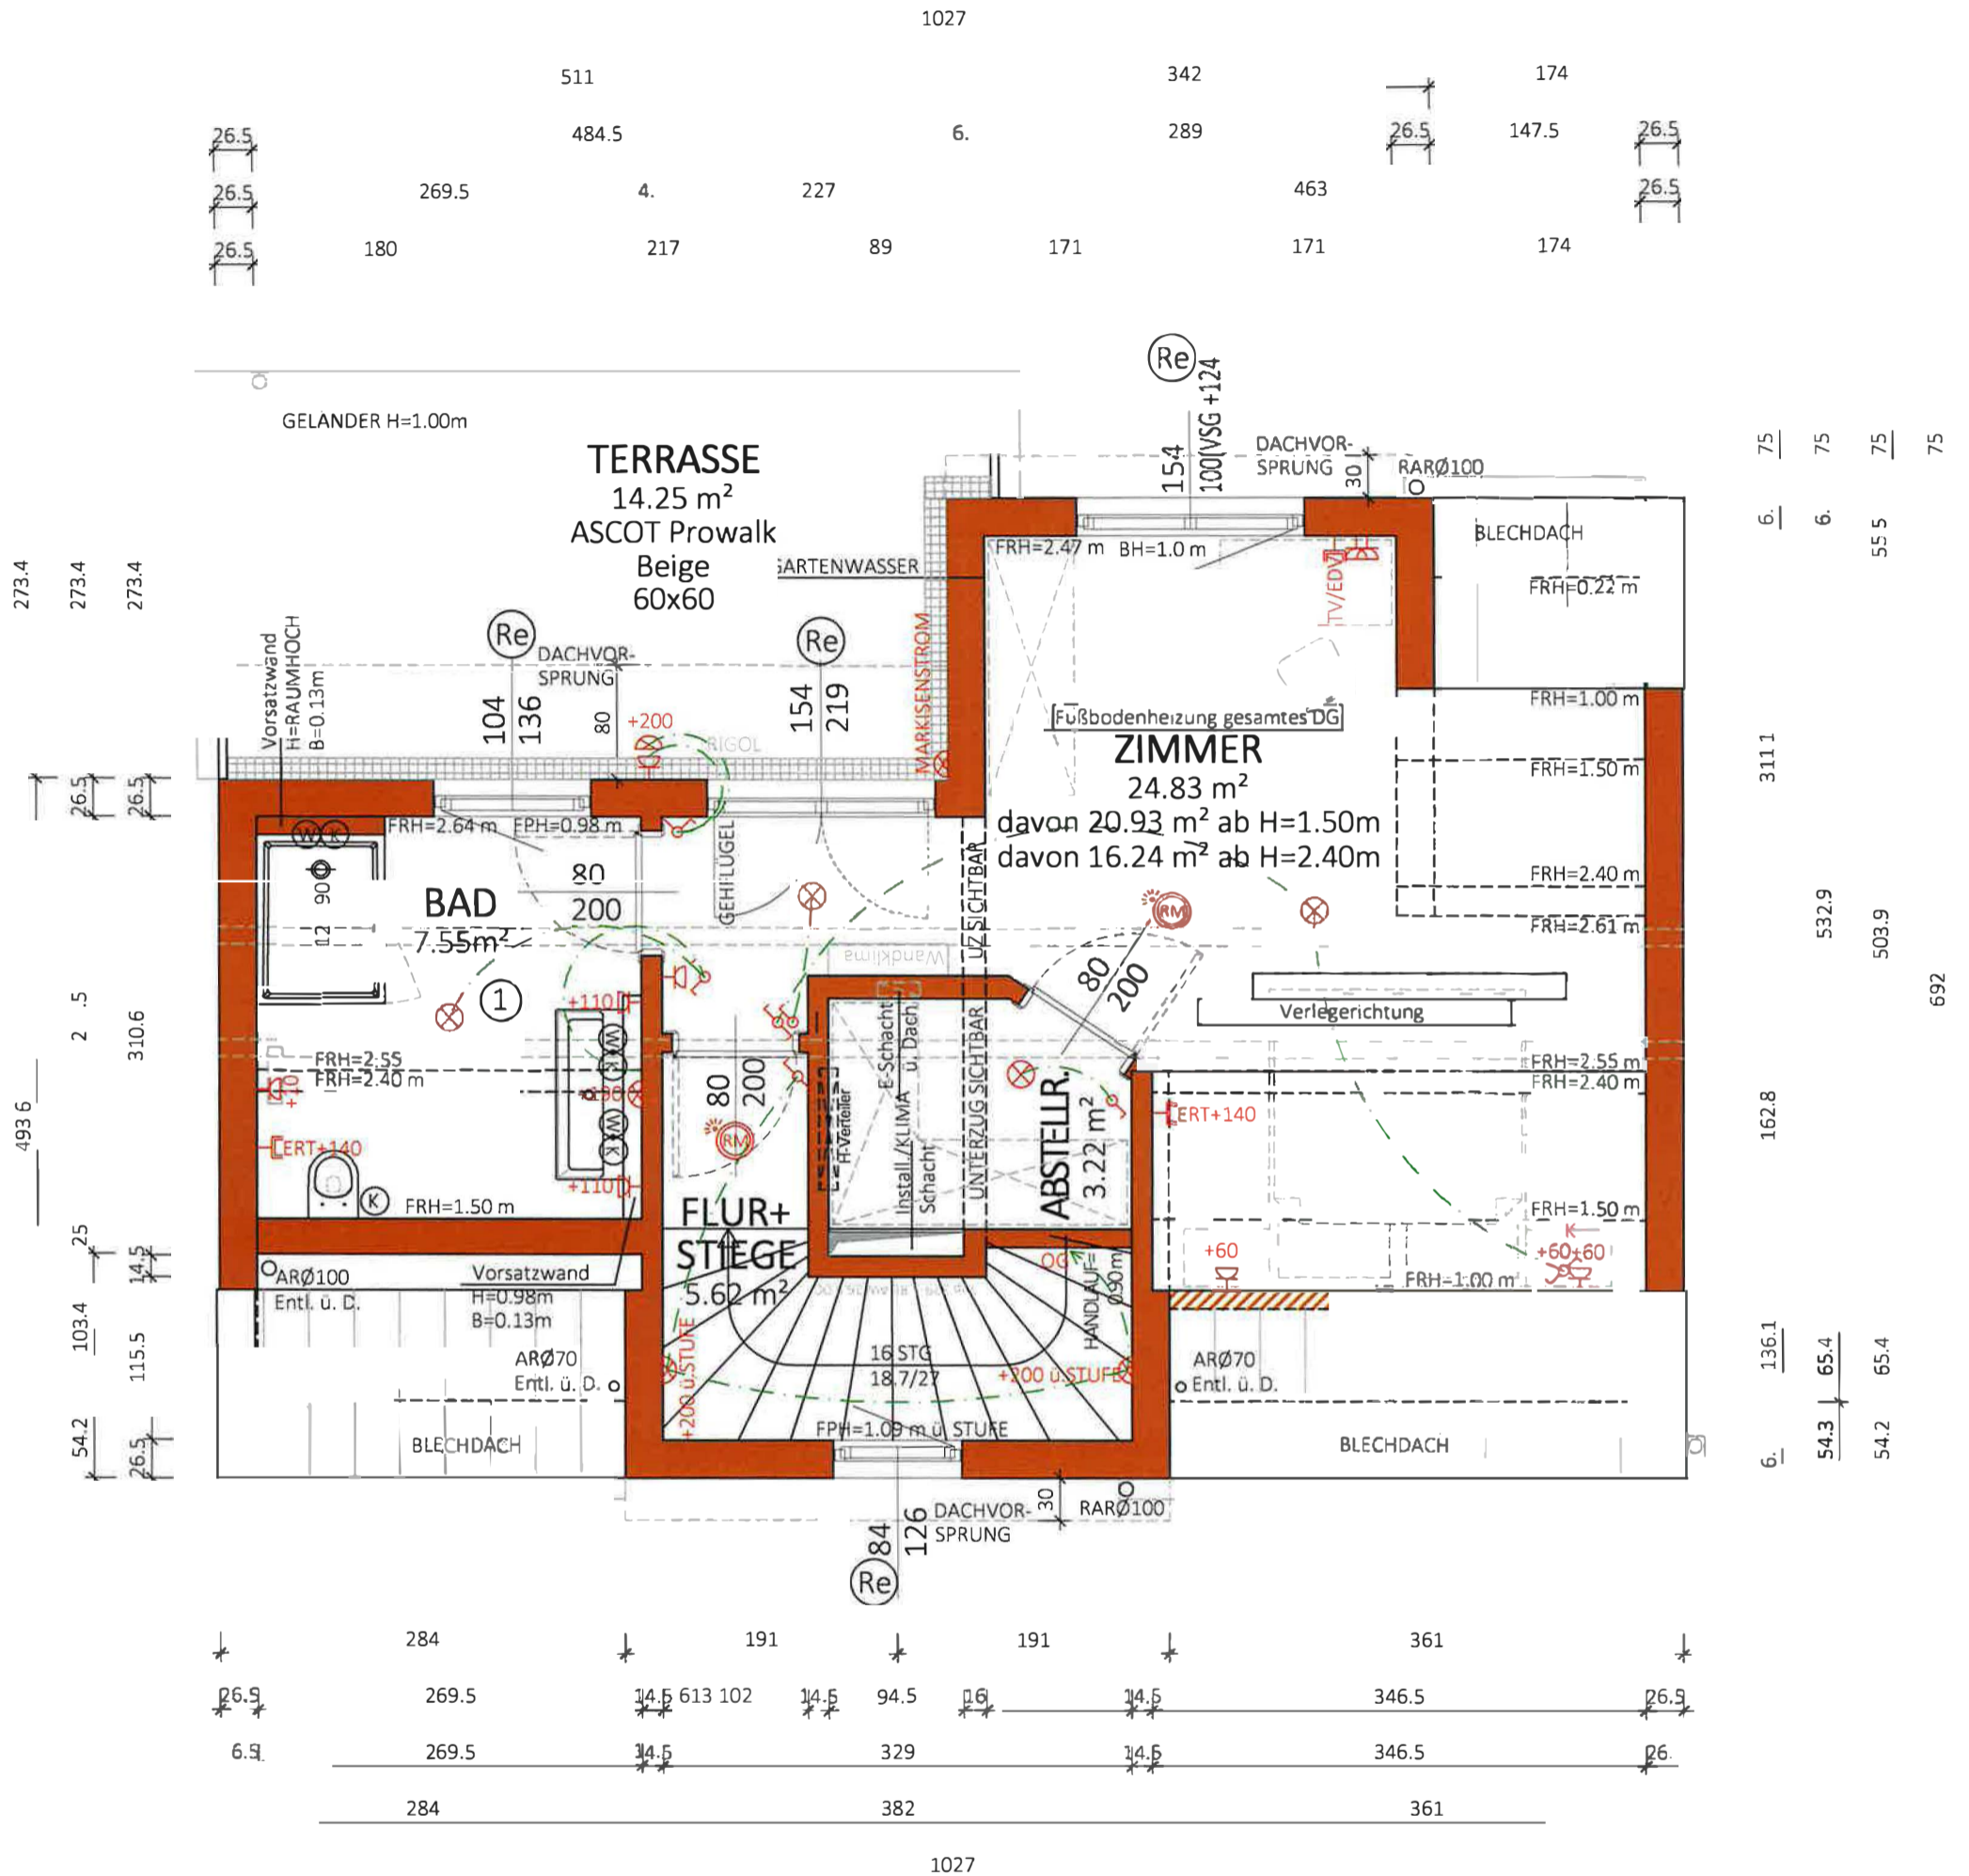 1027
511 342 174
26.5 484.5 6. 289 26.5 147.5 26.5
26.5 269.5 4. 227 463 26.5
26.5 180 217 89 171 171 174
Re
154
100(VSG +124
GELANDER H=1.00m
TERRASSE
14.25 m²
ASCOT Prowalk
Beige
60x60
DACHVOR-
SPRUNG
30
RARØ100
75 75 75 75
6. 6. 55 5
BLECHDACH
FRH=0.22 m
FRH=2.47 m BH=1.0 m
TV/EDV
GARTENWASSER
273.4 273.4 273.4
Vorsatzwand
H=RAUMHOCH
B=0.13m
Re
104
136
DACHVOR-
SPRUNG
80
+200
RIGOL
Re
154
219
MARKISENSTROM
Fußbodenheizung gesamtes DG
ZIMMER
24.83 m²
davon 20.93 m² ab H=1.50m
davon 16.24 m² ab H=2.40m
FRH=1.00 m
FRH=1.50 m
FRH=2.40 m
FRH=2.61 m
311 1
532.9
503.9
692
26.5 26.5
FRH=2.64 m FPH=0.98 m
W K
90
12
BAD
7.55m²
1
80
200
GEHFLÜGEL
UZ SICHTBAR
RM
Wandklima
80
200
Verlegerichtung
2 .5
310.6
493 6
FRH=2.55
FRH=2.40 m
+110
W K
W K
+110
ERT+140
K
FRH=1.50 m
80
200
RM
H-Verteiler
E-Schacht
ü. Dach
Install./KLIMA
Schacht
UNTERZUG SICHTBAR
ABSTELLR.
3.22 m²
ERT+140
FRH=2.55 m
FRH=2.40 m
FRH=1.50 m
162.8
FLUR+
STIEGE
5.62 m²
OG
HANDLAUF=
0.90m
+60
K
+60+60
FRH=1.00 m
25
14.5
103.4
115.5
54.2
26.5
ARØ100
Entl. ü. D.
Vorsatzwand
H=0.98m
B=0.13m
ARØ70
Entl. ü. D.
BLECHDACH
+200 ü.STUFE
16 STG
18.7/27
+200 ü.STUFE
FPH=1.09 m ü. STUFE
ARØ70
Entl. ü. D.
BLECHDACH
136.1 65.4 65.4
6. 54.3 54.2
84
126
Re
DACHVOR-
SPRUNG
30
RARØ100
284 191 191 361
26.5 269.5 14.5 613 102 14.5 94.5 16 14.5 346.5 26.5
6.5 269.5 14.5 329 14.5 346.5 26.
284 382 361
1027